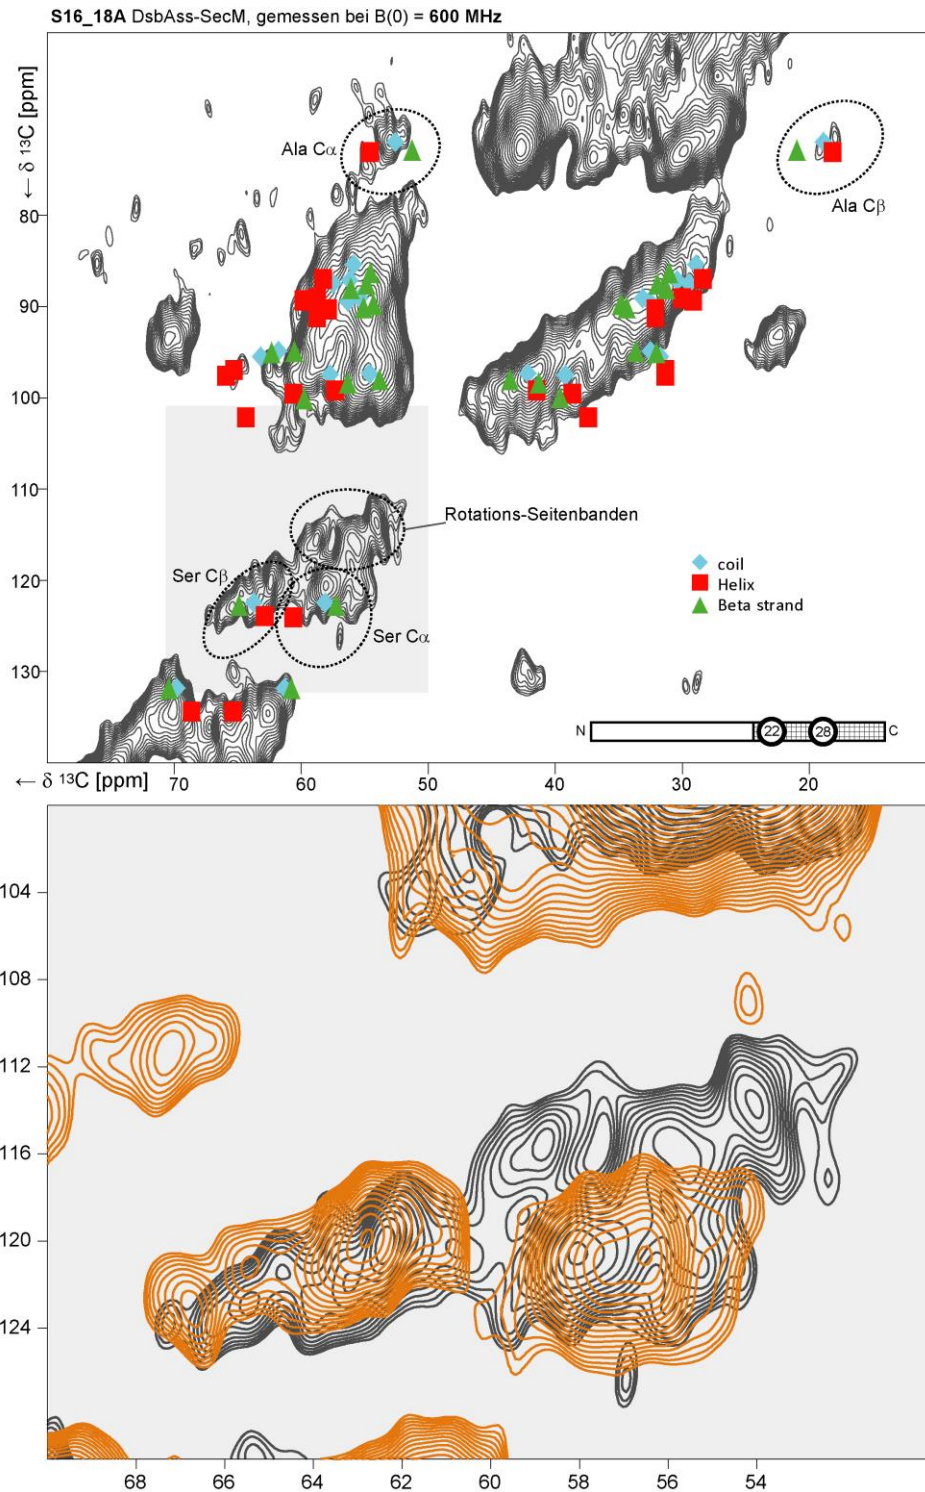 S16_18A DsbAss-SecM, gemessen bei B(0) = 600 MHz
← δ 13C [ppm]
Ala Cα
Ala Cβ
80
90
100
110
Rotations-Seitenbanden
120
Ser Cβ
coil
Helix
Beta strand
Ser Cα
130
N 22 28 C
← δ 13C [ppm] 70 60 50 40 30 20
104
108
112
116
120
124
68 66 64 62 60 58 56 54